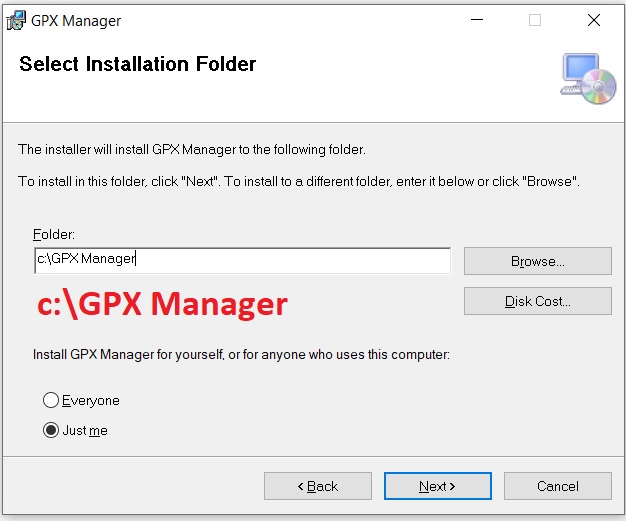 GPX Manager
Select Installation Folder
The installer will install GPX Manager to the following folder.
To install in this folder, click "Next". To install to a different folder, enter it below or click "Browse".
Folder:
c:\GPX Manager
Browse...
c:\GPX Manager
Disk Cost...
Install GPX Manager for yourself, or for anyone who uses this computer:
Everyone
Just me
< Back
Next >
Cancel